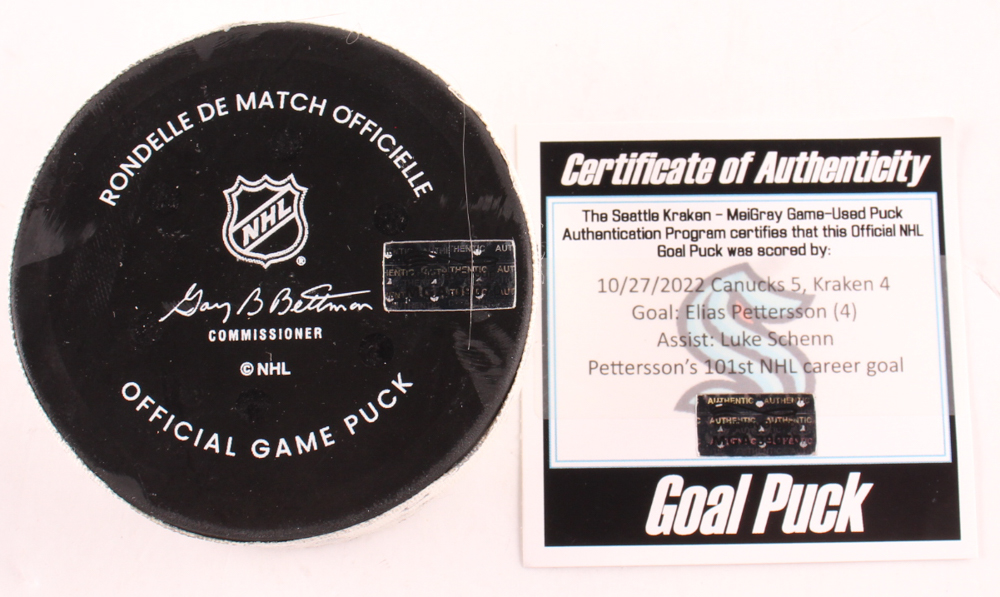 RONDELLE DE MATCH OFFICIELLE
NHL
®
Gary B Bettman
COMMISSIONER
© NHL
OFFICIAL GAME PUCK
Certificate of Authenticity
The Seattle Kraken - MeiGray Game-Used Puck
Authentication Program certifies that this Official NHL
Goal Puck was scored by:
10/27/2022 Canucks 5, Kraken 4
Goal: Elias Pettersson (4)
Assist: Luke Schenn
Pettersson's 101st NHL career goal
AUTHENTIC AUTHENTIC
AUTHENTIC AUTHENTIC
Goal Puck